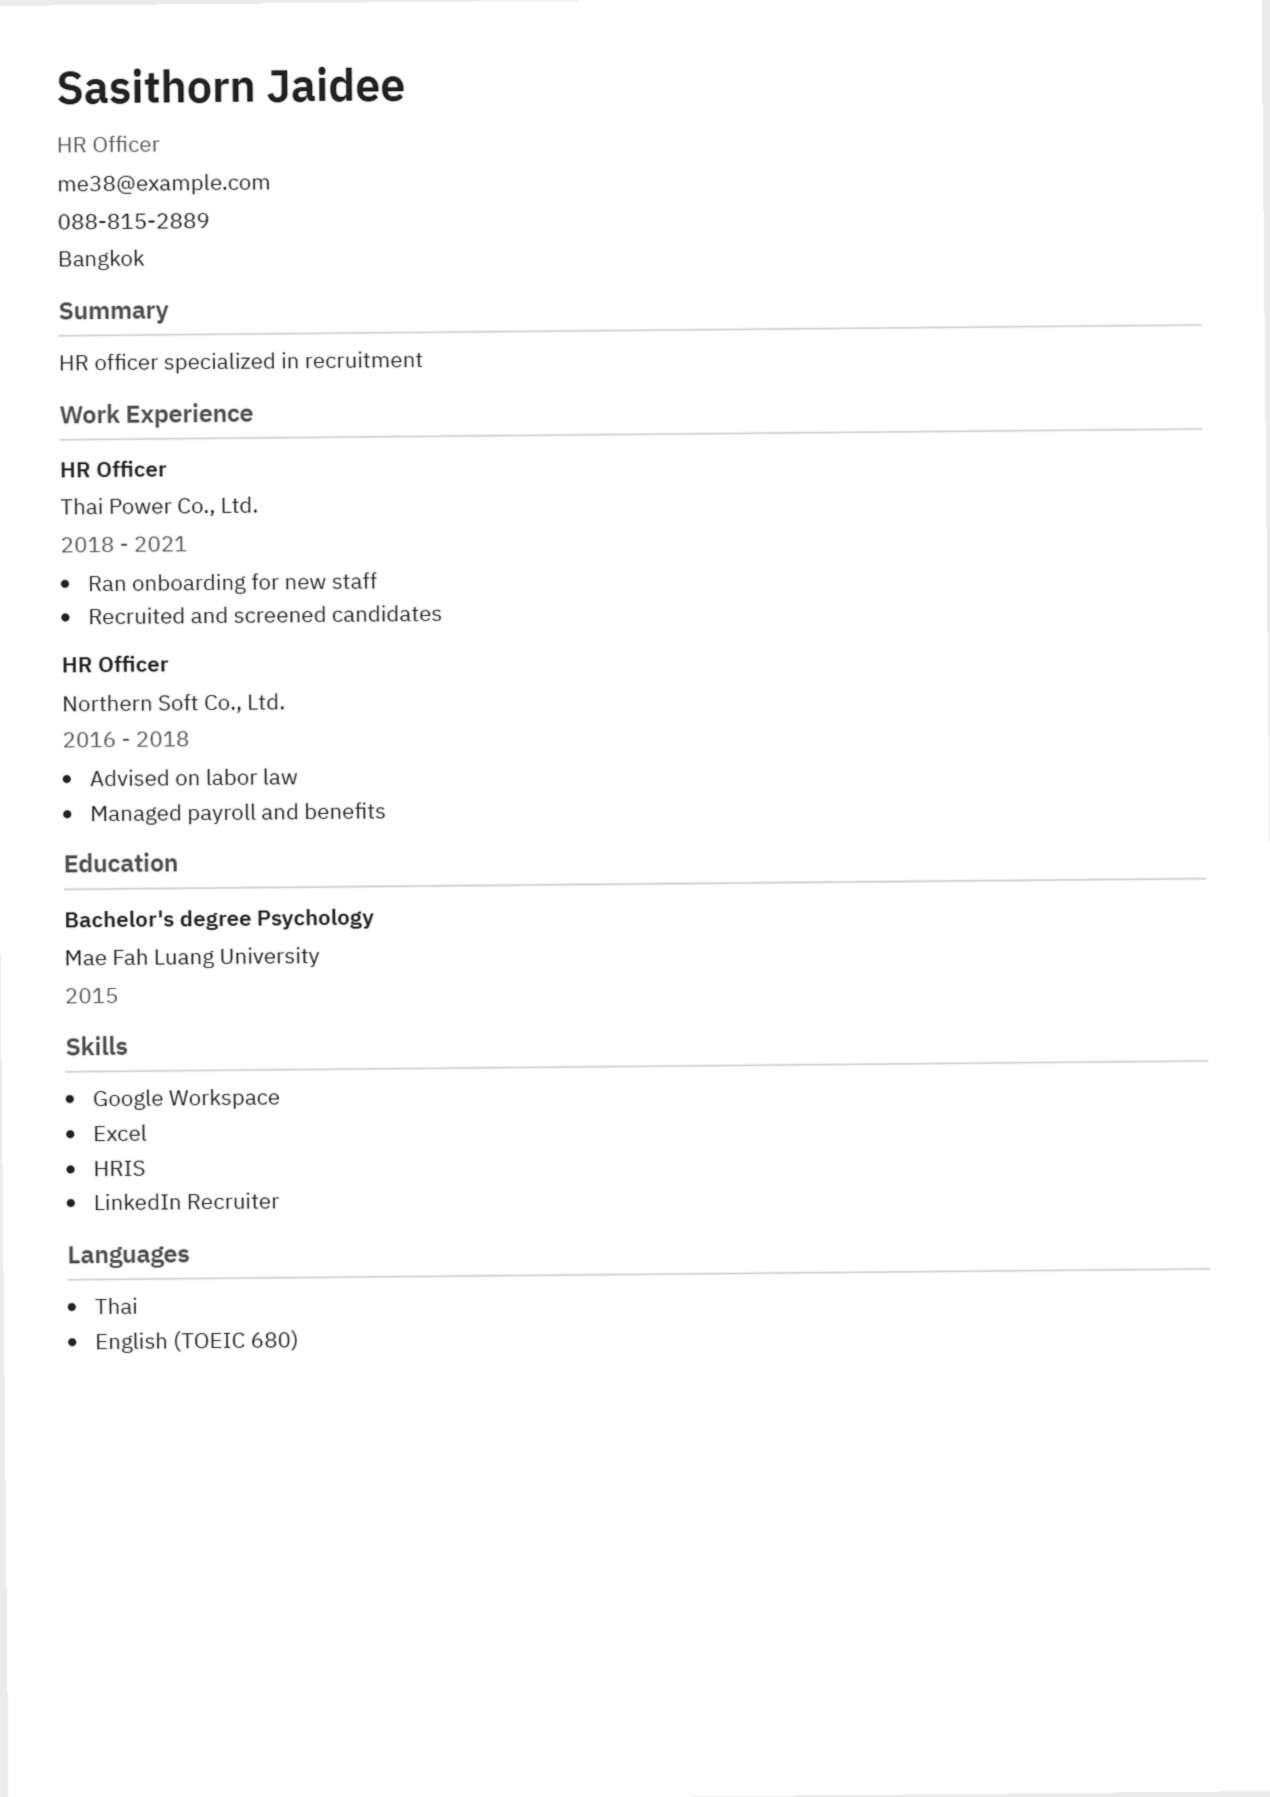 Sasithorn Jaidee
HR Officer
me38@example.com
088-815-2889
Bangkok
Summary
HR officer specialized in recruitment
Work Experience
HR Officer
Thai Power Co., Ltd.
2018 - 2021
• Ran onboarding for new staff
• Recruited and screened candidates
HR Officer
Northern Soft Co., Ltd.
2016 - 2018
• Advised on labor law
• Managed payroll and benefits
Education
Bachelor's degree Psychology
Mae Fah Luang University
2015
Skills
• Google Workspace
• Excel
• HRIS
• LinkedIn Recruiter
Languages
• Thai
• English (TOEIC 680)